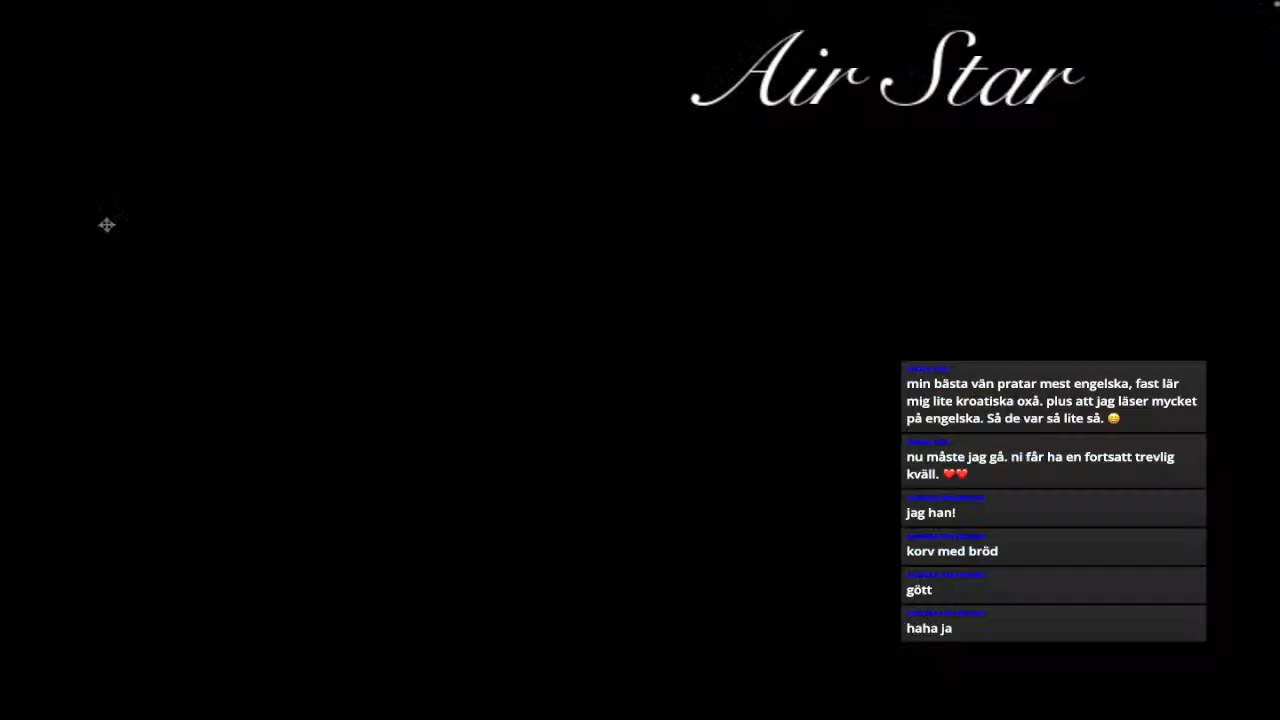 Air Star
min bästa vän pratar mest engelska, fast lär
mig lite kroatiska oxå. plus att jag läser mycket
på engelska. Så de var så lite så. 😀
nu måste jag gå. ni får ha en fortsatt trevlig
kväll. ❤️❤️
jag han!
korv med bröd
gött
haha ja